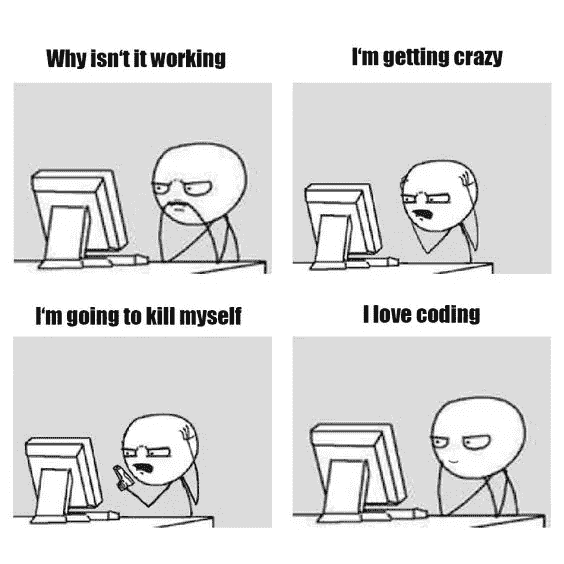 Why isn't it working
I'm getting crazy
I'm going to kill myself
I love coding